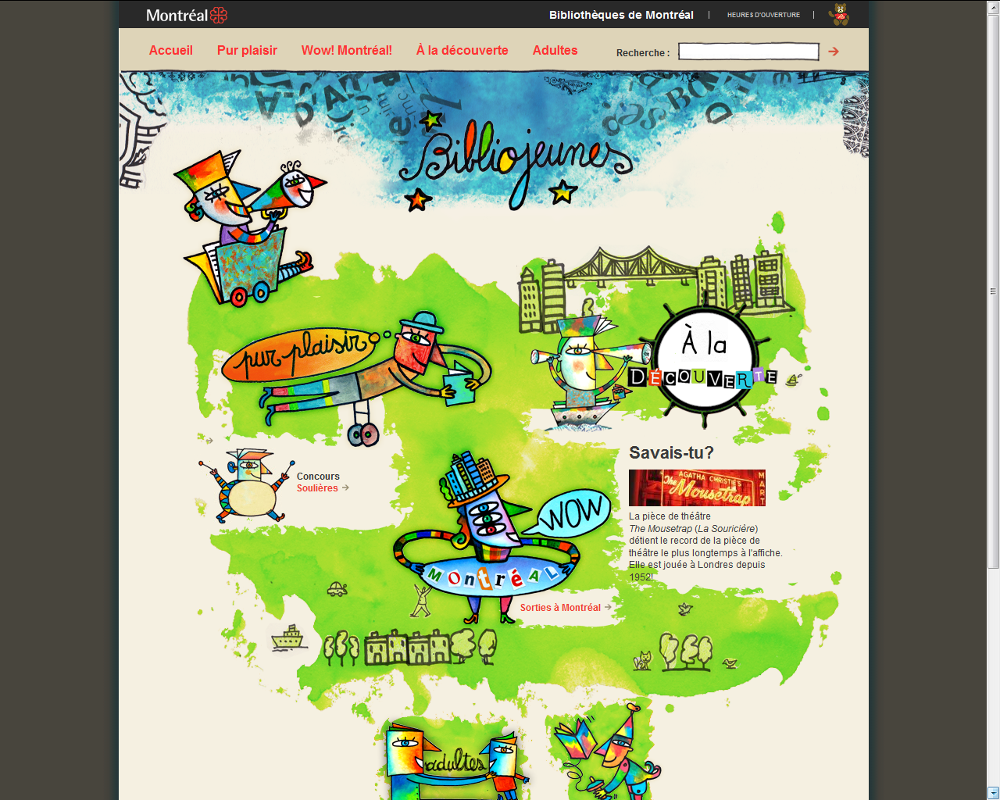 Montréal
Bibliothèques de Montréal | HEURES D'OUVERTURE |
Accueil Pur plaisir Wow! Montréal! À la découverte Adultes Recherche :
Bibliojeunes
pur plaisir
À la
DÉCOUVERTE
Savais-tu?
AGATHA CHRISTIE'S
The Mousetrap
MART
La pièce de théâtre
The Mousetrap (La Souricière)
détient le record de la pièce de
théâtre le plus longtemps à l'affiche.
Elle est jouée à Londres depuis
1952!
Concours
Soulières
WOW
MOntréAL
Sorties à Montréal
adultes